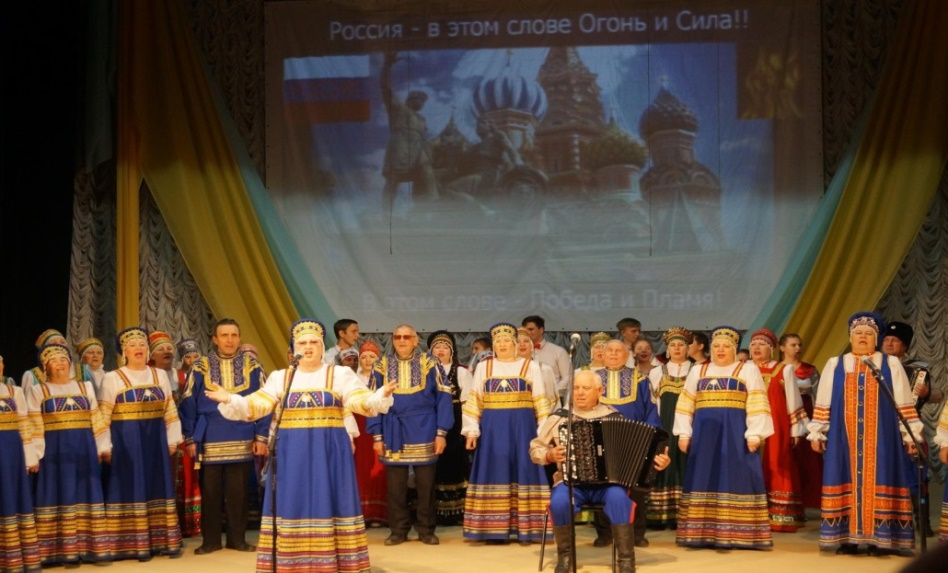 Россия - в этом слове Огонь и Сила!!
В этом слове - Победа и Пламя!